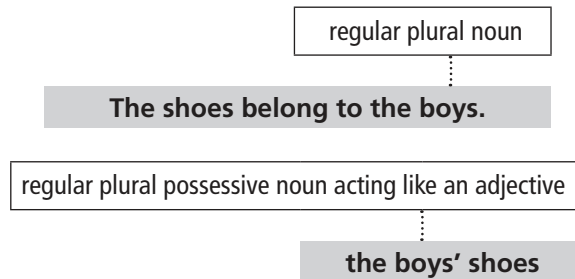 regular plural noun
The shoes belong to the boys.
regular plural possessive noun acting like an adjective
the boys’ shoes